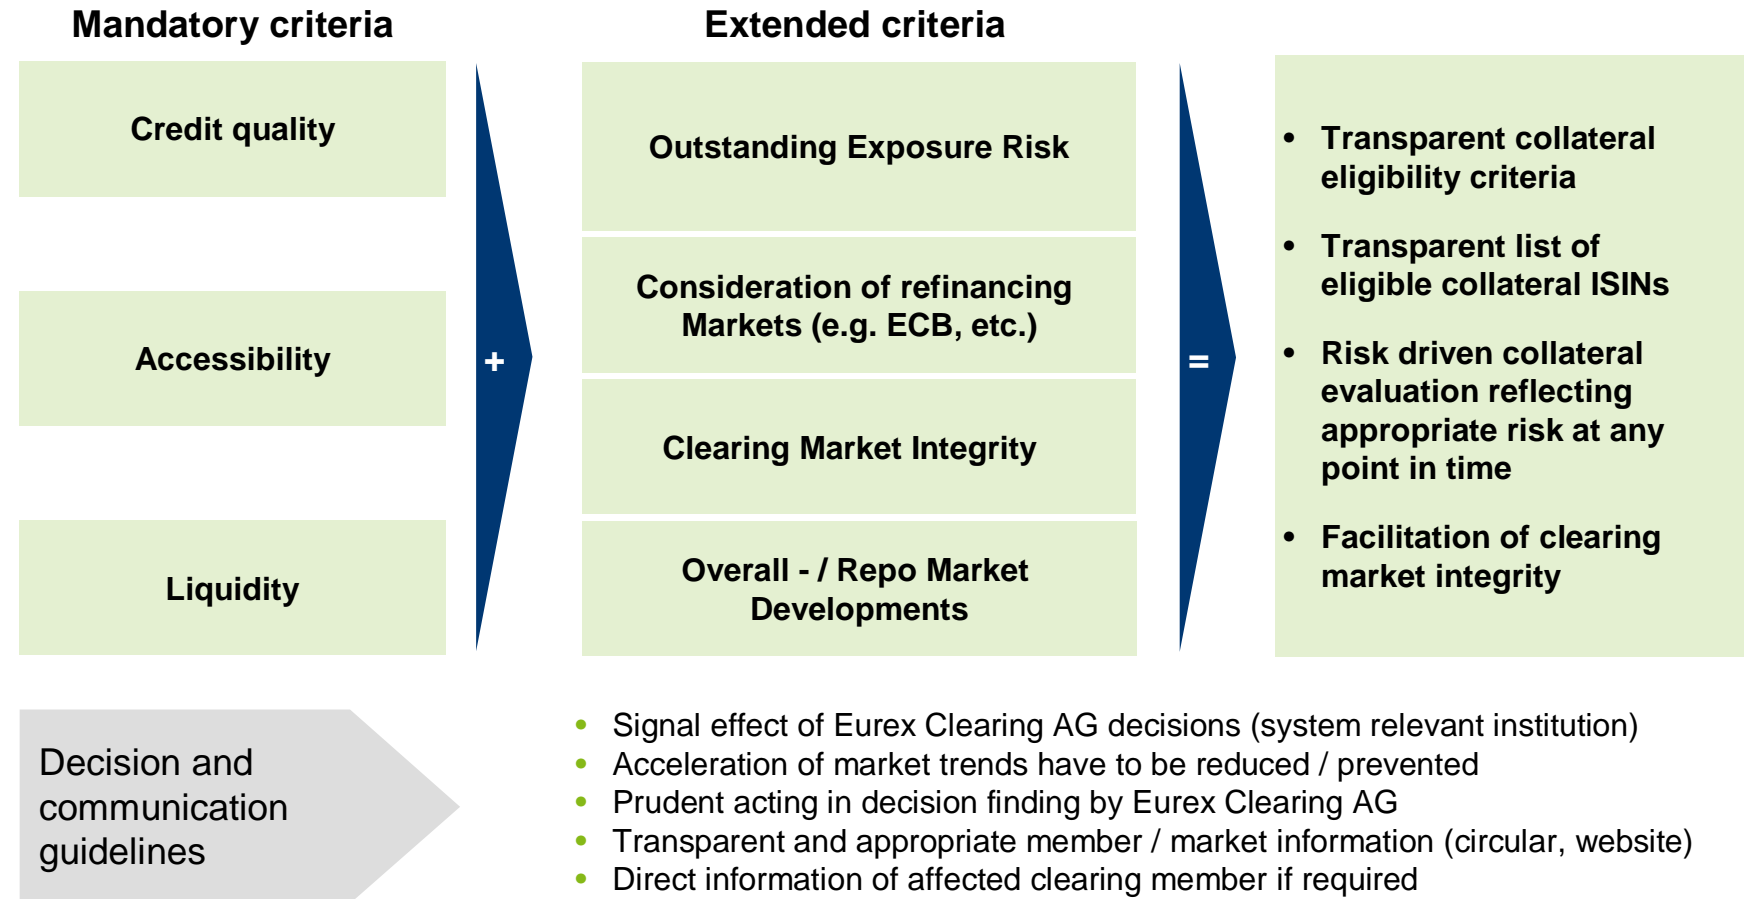 Mandatory criteria
Credit quality
Accessibility
Liquidity
+
Extended criteria
Outstanding Exposure Risk
Consideration of refinancing
Markets (e.g. ECB, etc.)
Clearing Market Integrity
Overall - / Repo Market
Developments
=
• Transparent collateral
eligibility criteria
• Transparent list of
eligible collateral ISINs
• Risk driven collateral
evaluation reflecting
appropriate risk at any
point in time
• Facilitation of clearing
market integrity
Decision and
communication
guidelines
• Signal effect of Eurex Clearing AG decisions (system relevant institution)
• Acceleration of market trends have to be reduced / prevented
• Prudent acting in decision finding by Eurex Clearing AG
• Transparent and appropriate member / market information (circular, website)
• Direct information of affected clearing member if required